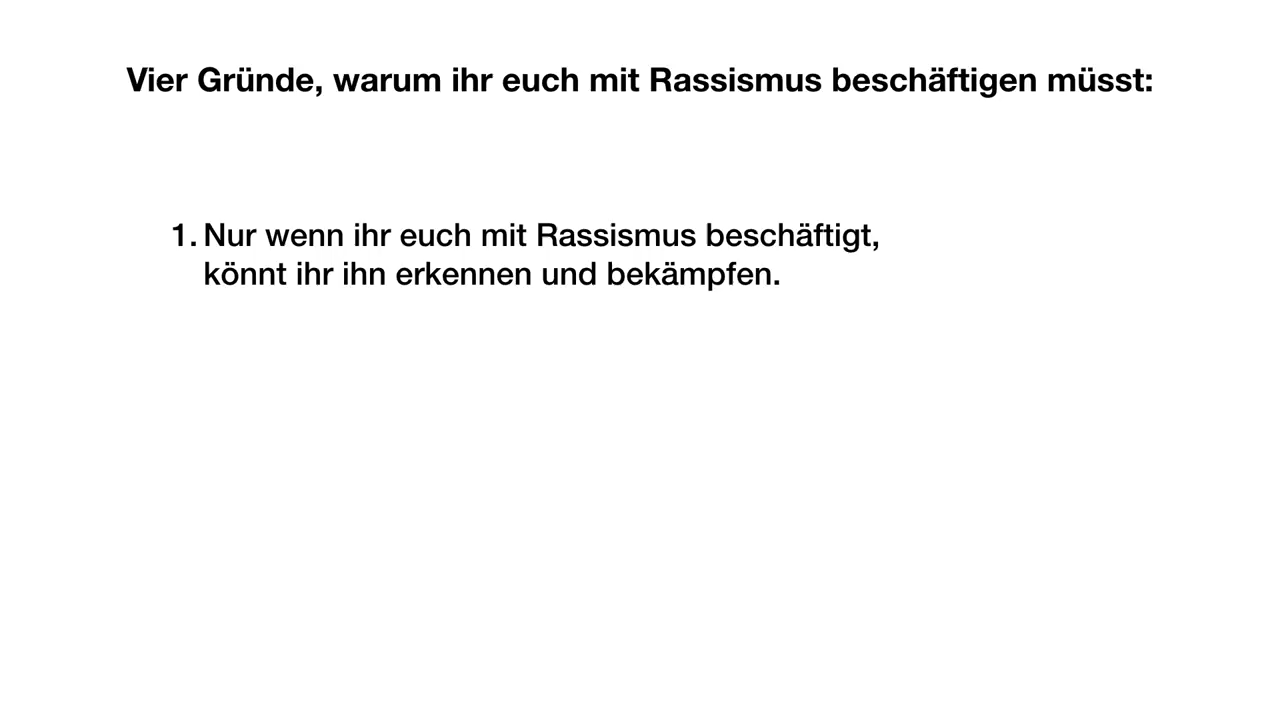 Vier Gründe, warum ihr euch mit Rassismus beschäftigen müsst:
1. Nur wenn ihr euch mit Rassismus beschäftigt,
könnt ihr ihn erkennen und bekämpfen.